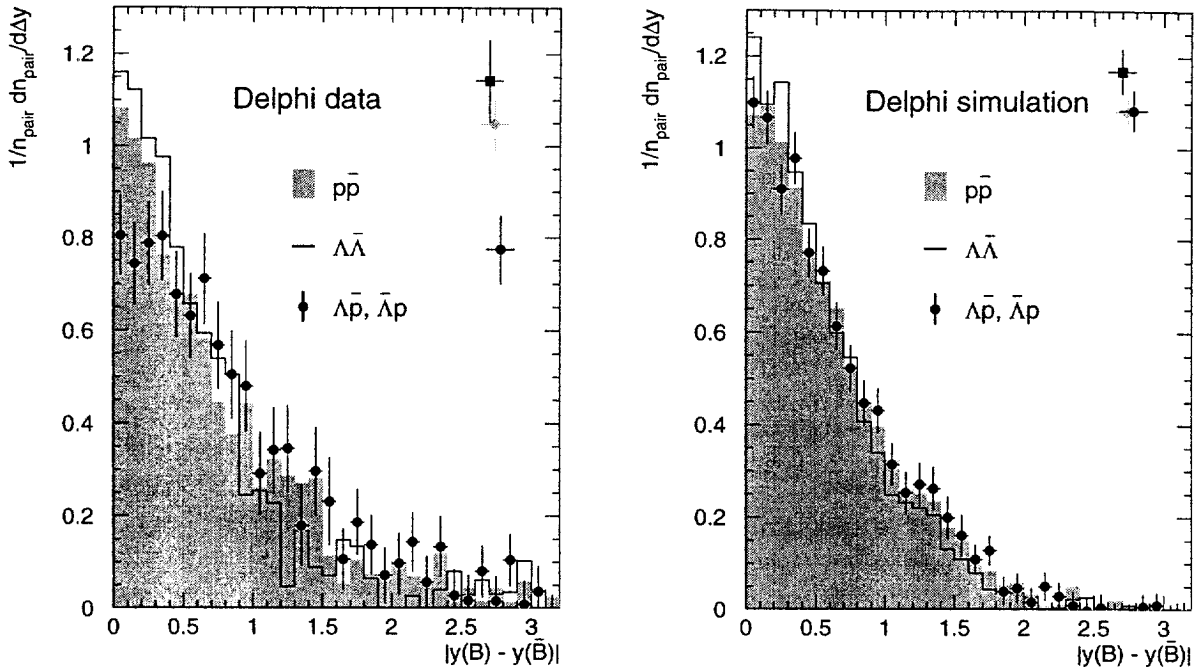 1/n_pair dn_pair/dΔy
1.2
1
0.8
0.6
0.4
0.2
0
Delphi data
pp̄
ΛΛ̄
Λp̄, Λ̄p
0 0.5 1 1.5 2 2.5 3
|y(B) - y(B̄)|
1/n_pair dn_pair/dΔy
1.2
1
0.8
0.6
0.4
0.2
0
Delphi simulation
pp̄
ΛΛ̄
Λp̄, Λ̄p
0 0.5 1 1.5 2 2.5 3
|y(B) - y(B̄)|